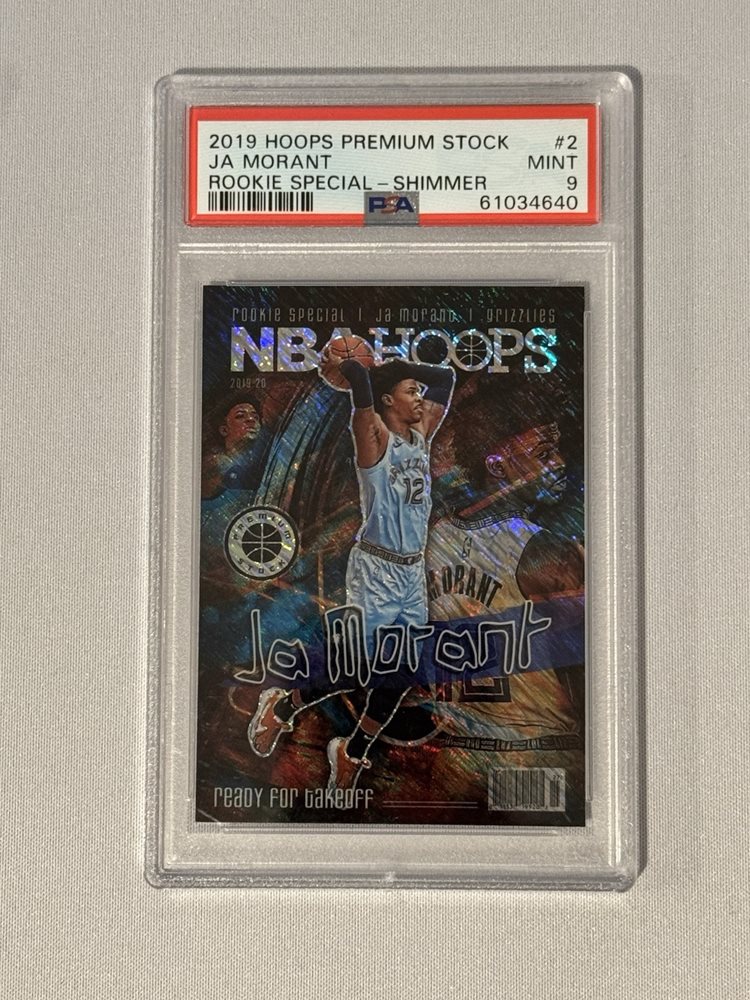 2019 HOOPS PREMIUM STOCK #2
JA MORANT MINT
ROOKIE SPECIAL - SHIMMER 9
PSA 61034640
rookie special | Ja Morant | grizzlies
NBA HOOPS
2019-20
PREMIUM
STOCK
GRIZZLIES
12
MORANT
Ja Morant
ready for takeoff